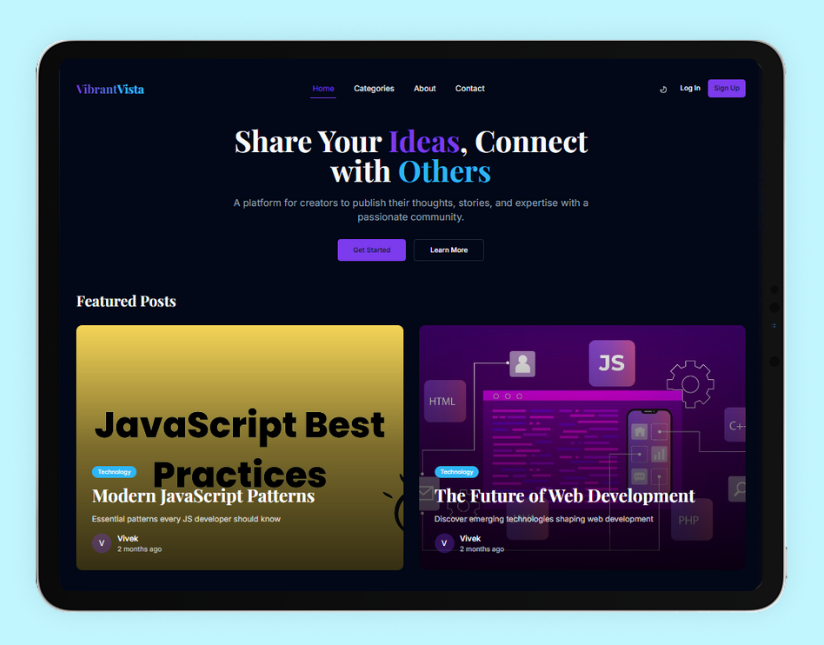 VibrantVista
Home
Categories
About
Contact
Log In
Sign Up
Share Your Ideas, Connect
with Others
A platform for creators to publish their thoughts, stories, and expertise with a
passionate community.
Get Started
Learn More
Featured Posts
JavaScript Best
Practices
Technology
Modern JavaScript Patterns
Essential patterns every JS developer should know
V
Vivek
2 months ago
JS
HTML
C++
PHP
Technology
The Future of Web Development
Discover emerging technologies shaping web development
V
Vivek
2 months ago